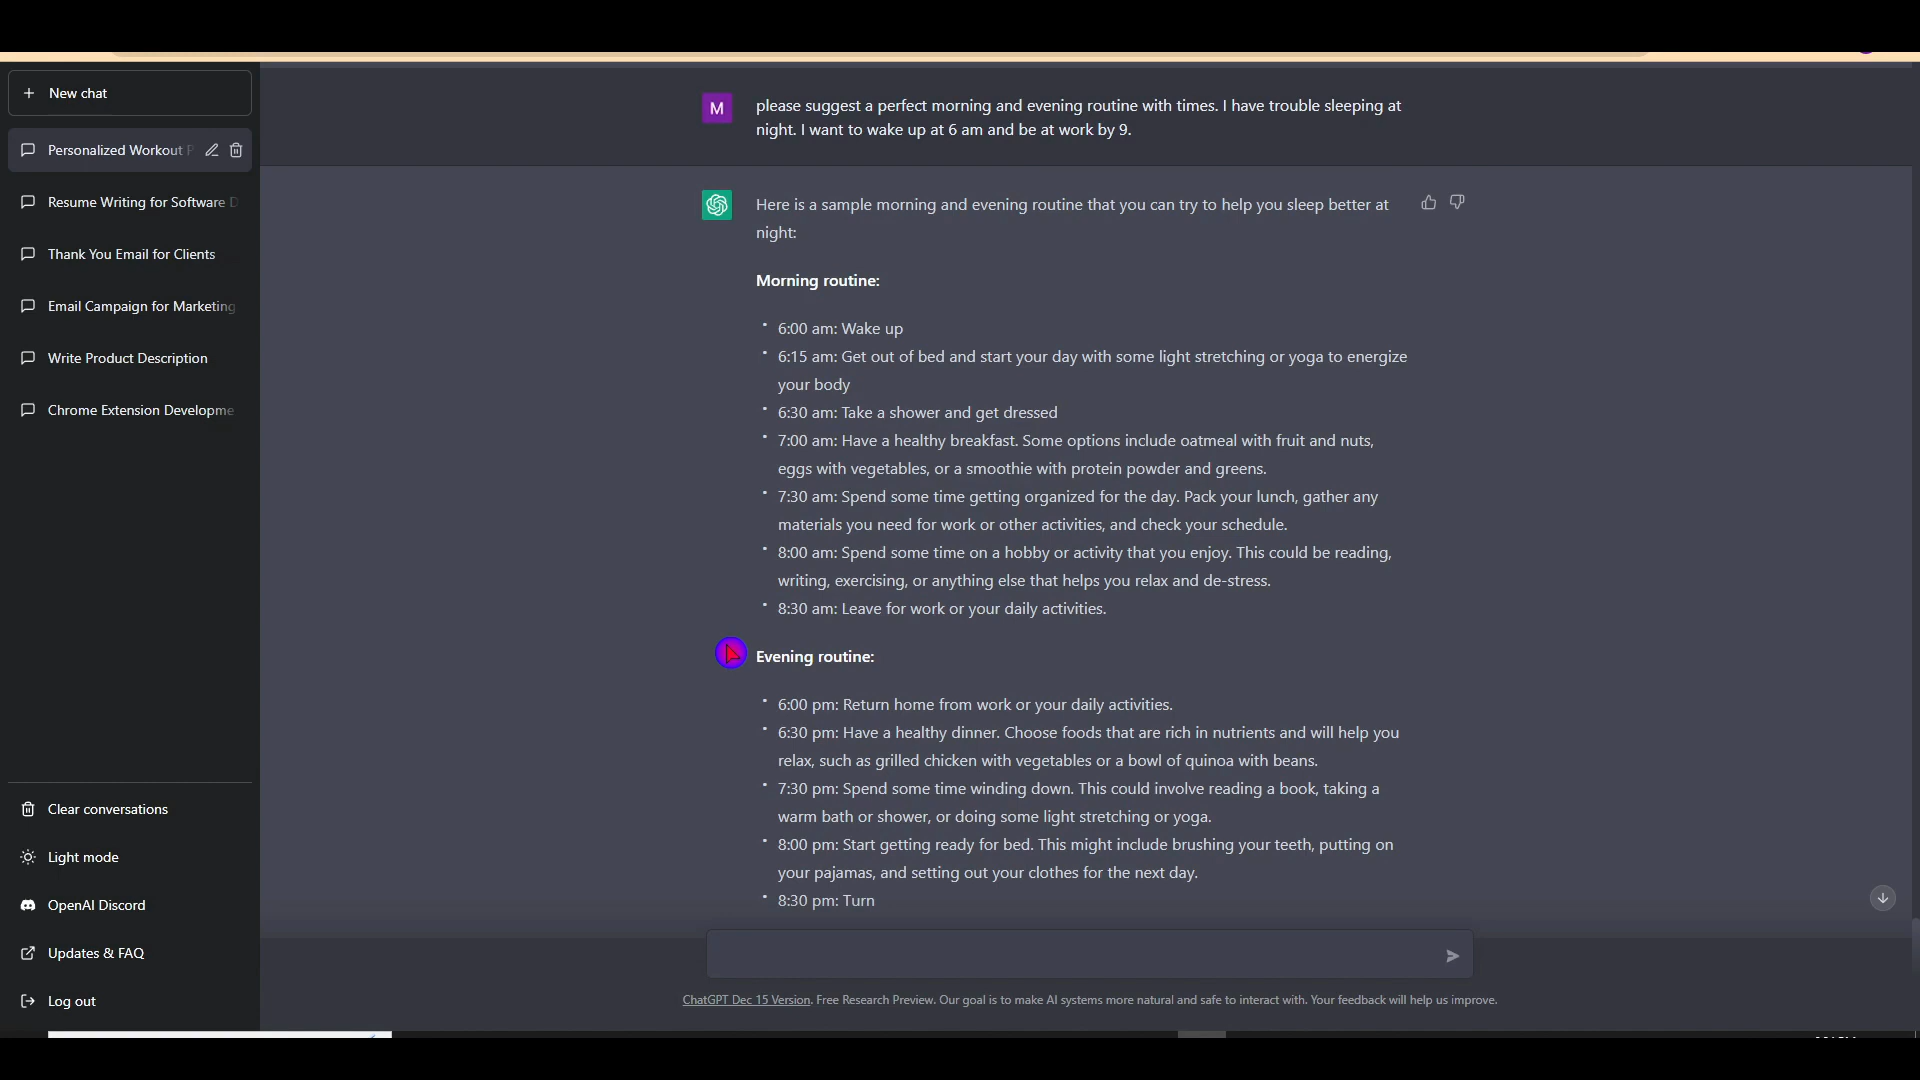 New chat
Personalized Workout P
Resume Writing for Software D
Thank You Email for Clients
Email Campaign for Marketing
Write Product Description
Chrome Extension Developme
Clear conversations
Light mode
OpenAI Discord
Updates & FAQ
Log out
M
please suggest a perfect morning and evening routine with times. I have trouble sleeping at
night. I want to wake up at 6 am and be at work by 9.
Here is a sample morning and evening routine that you can try to help you sleep better at
night:
Morning routine:
• 6:00 am: Wake up
• 6:15 am: Get out of bed and start your day with some light stretching or yoga to energize
your body
• 6:30 am: Take a shower and get dressed
• 7:00 am: Have a healthy breakfast. Some options include oatmeal with fruit and nuts,
eggs with vegetables, or a smoothie with protein powder and greens.
• 7:30 am: Spend some time getting organized for the day. Pack your lunch, gather any
materials you need for work or other activities, and check your schedule.
• 8:00 am: Spend some time on a hobby or activity that you enjoy. This could be reading,
writing, exercising, or anything else that helps you relax and de-stress.
• 8:30 am: Leave for work or your daily activities.
Evening routine:
• 6:00 pm: Return home from work or your daily activities.
• 6:30 pm: Have a healthy dinner. Choose foods that are rich in nutrients and will help you
relax, such as grilled chicken with vegetables or a bowl of quinoa with beans.
• 7:30 pm: Spend some time winding down. This could involve reading a book, taking a
warm bath or shower, or doing some light stretching or yoga.
• 8:00 pm: Start getting ready for bed. This might include brushing your teeth, putting on
your pajamas, and setting out your clothes for the next day.
• 8:30 pm: Turn
ChatGPT Dec 15 Version. Free Research Preview. Our goal is to make AI systems more natural and safe to interact with. Your feedback will help us improve.